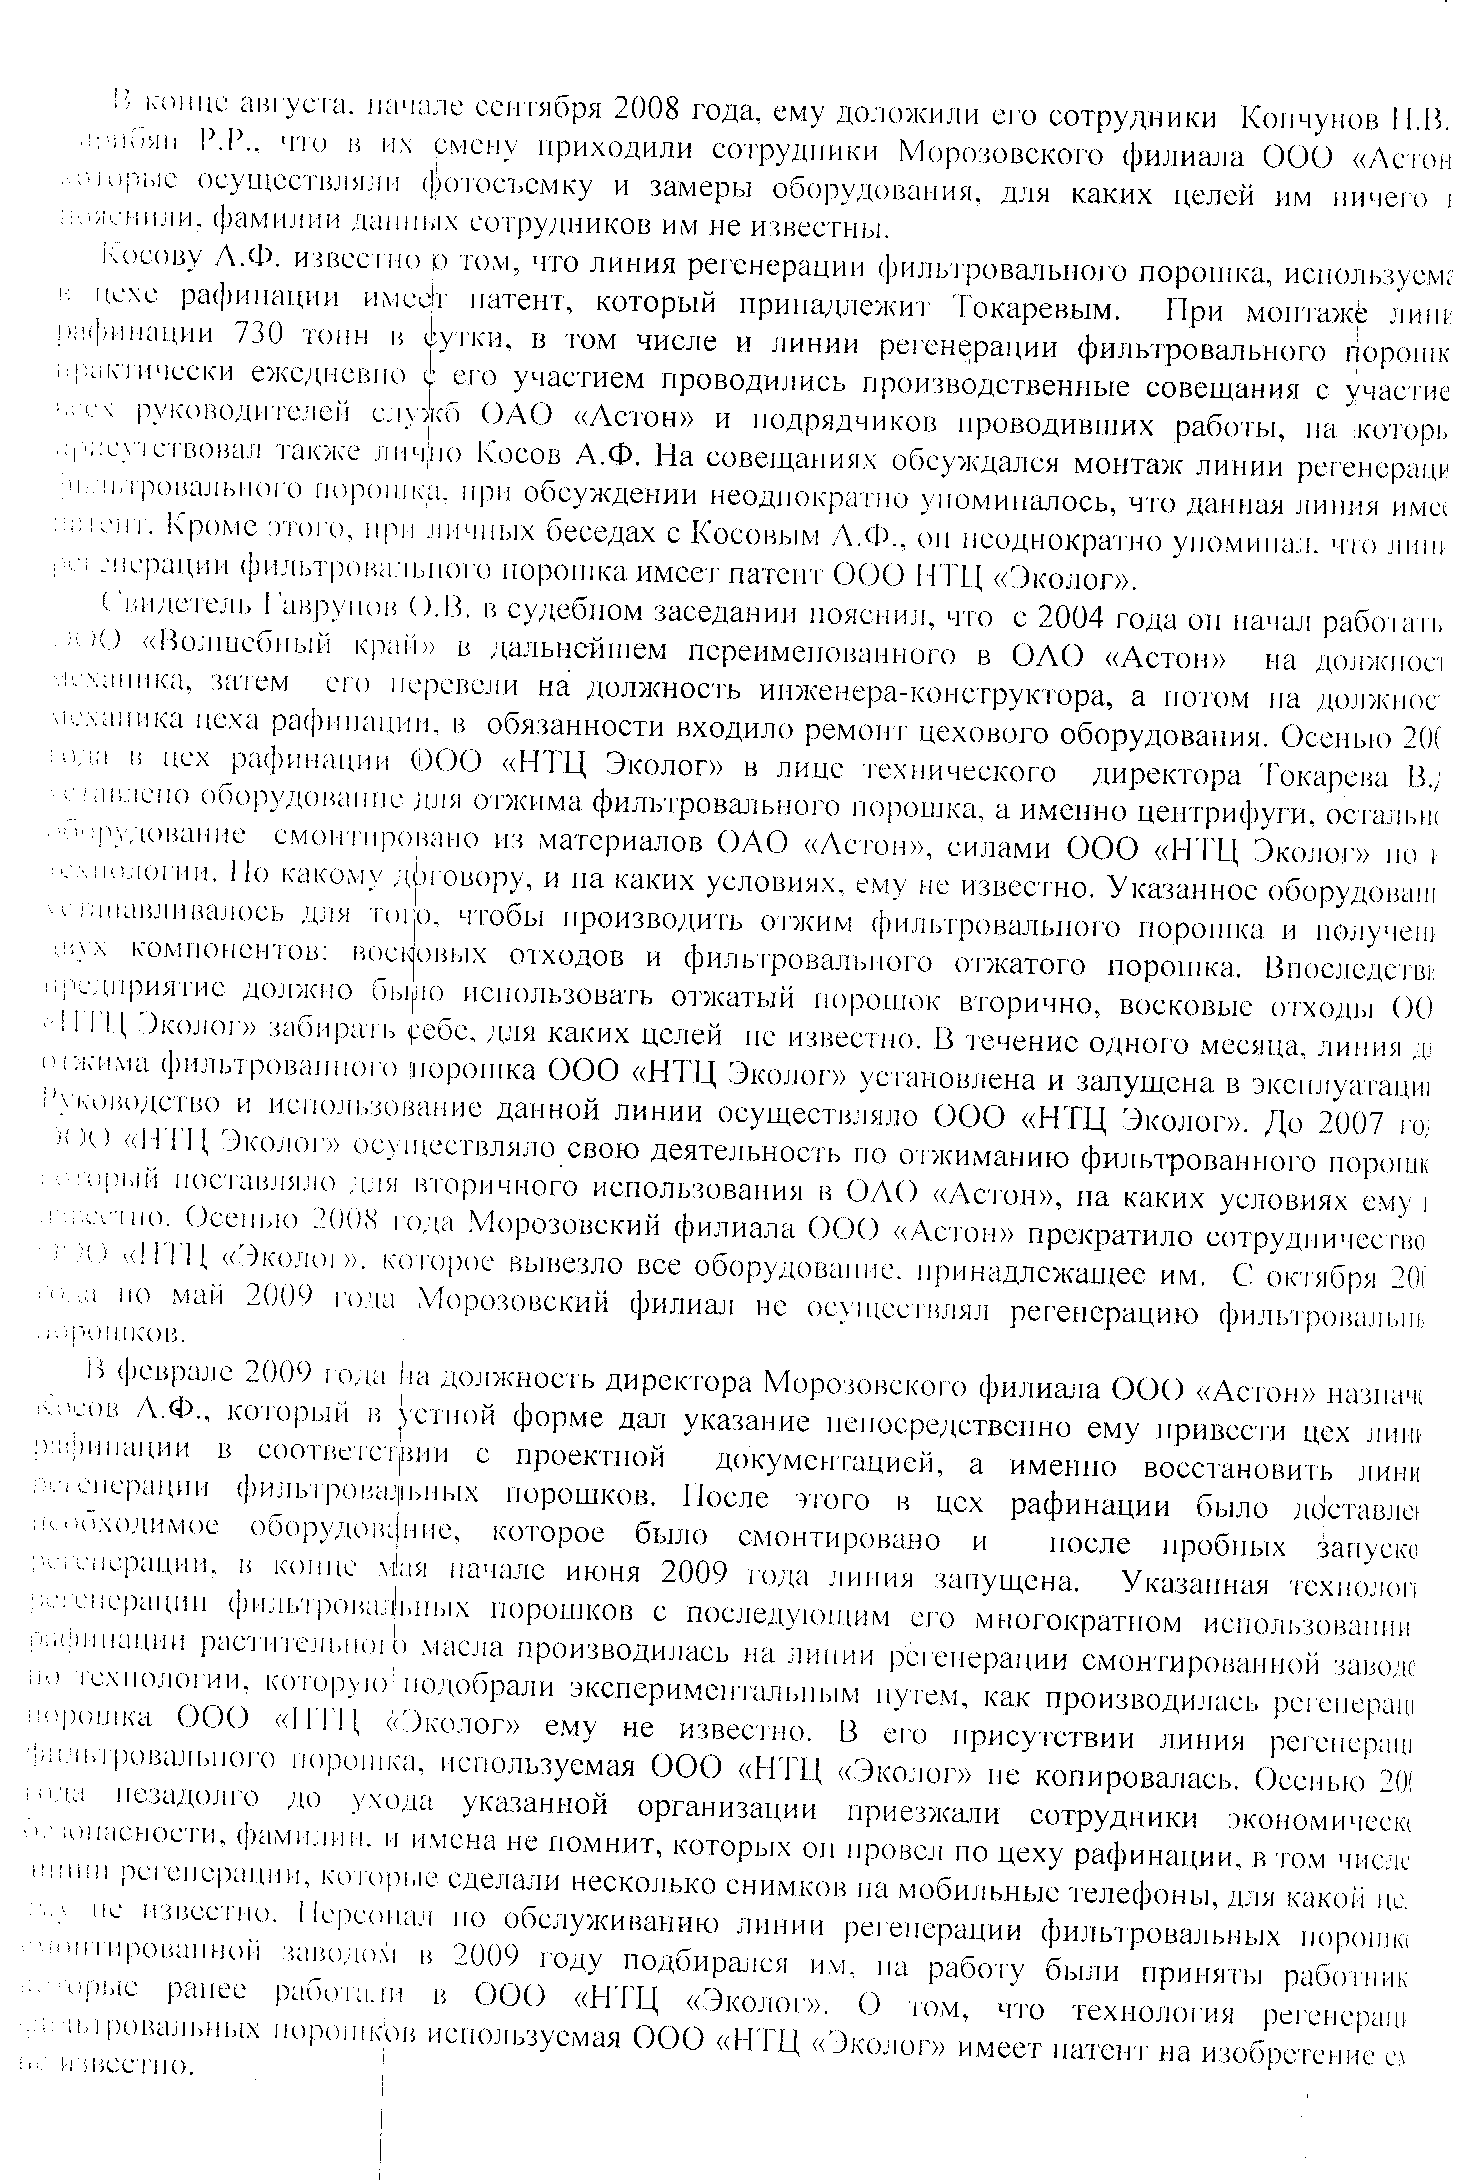 В конце августа, начале сентября 2008 года, ему доложили его сотрудники Кончунов Н.В.
Р.Р., что в их смену приходили сотрудники Морозовского филиала ООО «Астон
которые осуществляли фотосъемку и замеры оборудования, для каких целей им ничего
пояснили, фамилии данных сотрудников им не известны.
Косову А.Ф. известно о том, что линия регенерации фильтровального порошка, используема
в цехе рафинации имеет патент, который принадлежит Токаревым. При монтаже лини
рафинации 730 тонн в сутки, в том числе и линии регенерации фильтровального порошк
практически ежедневно с его участием проводились производственные совещания с участие
всех руководителей служб ОАО «Астон» и подрядчиков проводивших работы, на которы
присутствовал также лично Косов А.Ф. На совещаниях обсуждался монтаж линии регенераци
фильтровального порошка, при обсуждении неоднократно упоминалось, что данная линия имее
патент. Кроме этого, при личных беседах с Косовым А.Ф., он неоднократно упоминал, что лини
регенерации фильтровального порошка имеет патент ООО НТЦ «Эколог».
Свидетель Гаврунов О.В. в судебном заседании пояснил, что с 2004 года он начал работать
ООО «Волшебный край» в дальнейшем переименованного в ОАО «Астон» на должност
механика, затем его перевели на должность инженера-конструктора, а потом на должнос
механика цеха рафинации, в обязанности входило ремонт цехового оборудования. Осенью 200
года в цех рафинации ООО «НТЦ Эколог» в лице технического директора Токарева В.
оборудование для отжима фильтровального порошка, а именно центрифуги, остально
оборудование смонтировано из материалов ОАО «Астон», силами ООО «НТЦ Эколог» по и
технологии. По какому договору, и на каких условиях, ему не известно. Указанное оборудован
устанавливалось для того, чтобы производить отжим фильтровального порошка и получен
двух компонентов: восковых отходов и фильтровального отжатого порошка. Впоследстви
предприятие должно было использовать отжатый порошок вторично, восковые отходы ОО
«НТЦ Эколог» забирать себе, для каких целей не известно. В течение одного месяца, линия дл
отжима фильтрованного порошка ООО «НТЦ Эколог» установлена и запущена в эксплуатаци
Руководство и использование данной линии осуществляло ООО «НТЦ Эколог». До 2007 го
ООО «НТЦ Эколог» осуществляло свою деятельность по отжиманию фильтрованного порошк
который поставляло для вторичного использования в ОАО «Астон», на каких условиях ему
известно. Осенью 2008 года Морозовский филиала ООО «Астон» прекратило сотрудничество
ООО «НТЦ «Эколог», которое вывезло все оборудование, принадлежащее им. С октября 200
года по май 2009 года Морозовский филиал не осуществлял регенерацию фильтровальны
порошков.
В феврале 2009 года на должность директора Морозовского филиала ООО «Астон» назначе
Косов А.Ф., который в устной форме дал указание непосредственно ему привести цех лини
рафинации в соответствии с проектной документацией, а именно восстановить лини
регенерации фильтровальных порошков. После этого в цех рафинации было доставлен
необходимое оборудование, которое было смонтировано и после пробных запуско
регенерации, в конце мая начале июня 2009 года линия запущена. Указанная технолог
регенерации фильтровальных порошков с последующим его многократном использовании
рафинации растительного масла производилась на линии регенерации смонтированной заводо
по технологии, которую подобрали экспериментальным путем, как производилась регенерац
порошка ООО «НТЦ «Эколог» ему не известно. В его присутствии линия регенерац
фильтровального порошка, используемая ООО «НТЦ «Эколог» не копировалась. Осенью 200
года незадолго до ухода указанной организации приезжали сотрудники экономическо
безопасности, фамилии, и имена не помнит, которых он провел по цеху рафинации, в том числе
линии регенерации, которые сделали несколько снимков на мобильные телефоны, для какой це
ему не известно. Персонал по обслуживанию линии регенерации фильтровальных порошко
смонтированной заводом в 2009 году подбирался им, на работу были приняты работник
которые ранее работали в ООО «НТЦ «Эколог». О том, что технология регенерац
фильтровальных порошков используемая ООО «НТЦ «Эколог» имеет патент на изобретение ем
не известно.